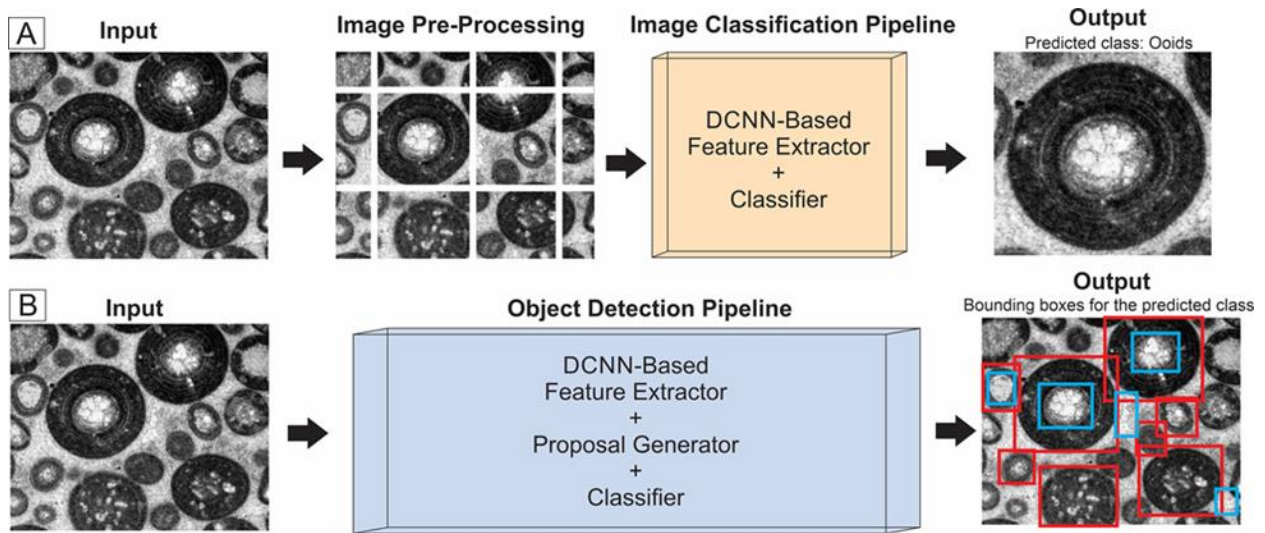 A
Input
Image Pre-Processing
Image Classification Pipeline
Output
Predicted class: Ooids
DCNN-Based
Feature Extractor
+
Classifier
B
Input
Object Detection Pipeline
Output
Bounding boxes for the predicted class
DCNN-Based
Feature Extractor
+
Proposal Generator
+
Classifier